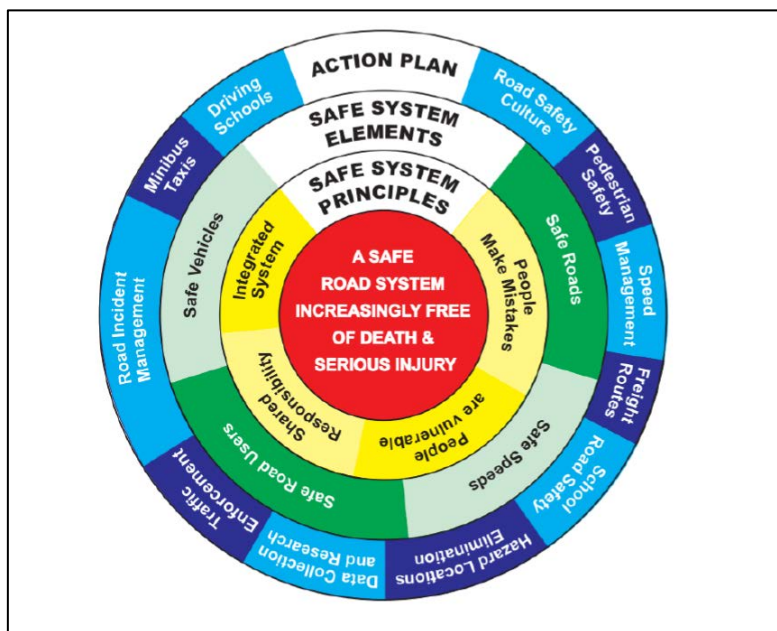 ACTION PLAN
Road Safety
Culture
Pedestrian
Safety
Speed
Management
Freight
Routes
School
Road Safety
Hazard Locations
Elimination
Data Collection
and Research
Traffic
Enforcement
Road Incident
Management
Minibus
Taxis
Driving
Schools
SAFE SYSTEM
ELEMENTS
Safe Roads
Safe Speeds
Safe Road Users
Safe Vehicles
SAFE SYSTEM
PRINCIPLES
People
Make Mistakes
People
are vulnerable
Shared
Responsibiliity
Integrated
System
A SAFE
ROAD SYSTEM
INCREASINGLY FREE
OF DEATH &
SERIOUS INJURY